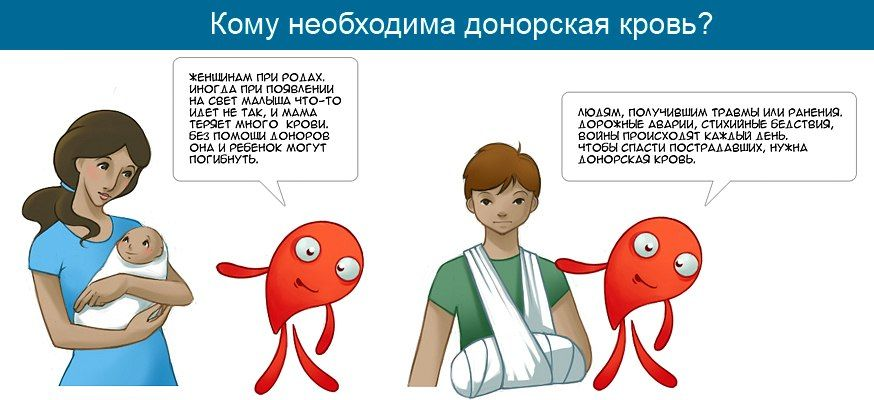 Кому необходима донорская кровь?
ЖЕНЩИНАМ ПРИ РОДАХ.
ИНОГДА ПРИ ПОЯВЛЕНИИ
НА СВЕТ МАЛЫША ЧТО-ТО
ИДЕТ НЕ ТАК, И МАМА
ТЕРЯЕТ МНОГО КРОВИ.
БЕЗ ПОМОЩИ ДОНОРОВ
ОНА И РЕБЕНОК МОГУТ
ПОГИБНУТЬ.
ЛЮДЯМ, ПОЛУЧИВШИМ ТРАВМЫ ИЛИ РАНЕНИЯ.
ДОРОЖНЫЕ АВАРИИ, СТИХИЙНЫЕ БЕДСТВИЯ,
ВОЙНЫ ПРОИСХОДЯТ КАЖДЫЙ ДЕНЬ.
ЧТОБЫ СПАСТИ ПОСТРАДАВШИХ, НУЖНА
ДОНОРСКАЯ КРОВЬ.